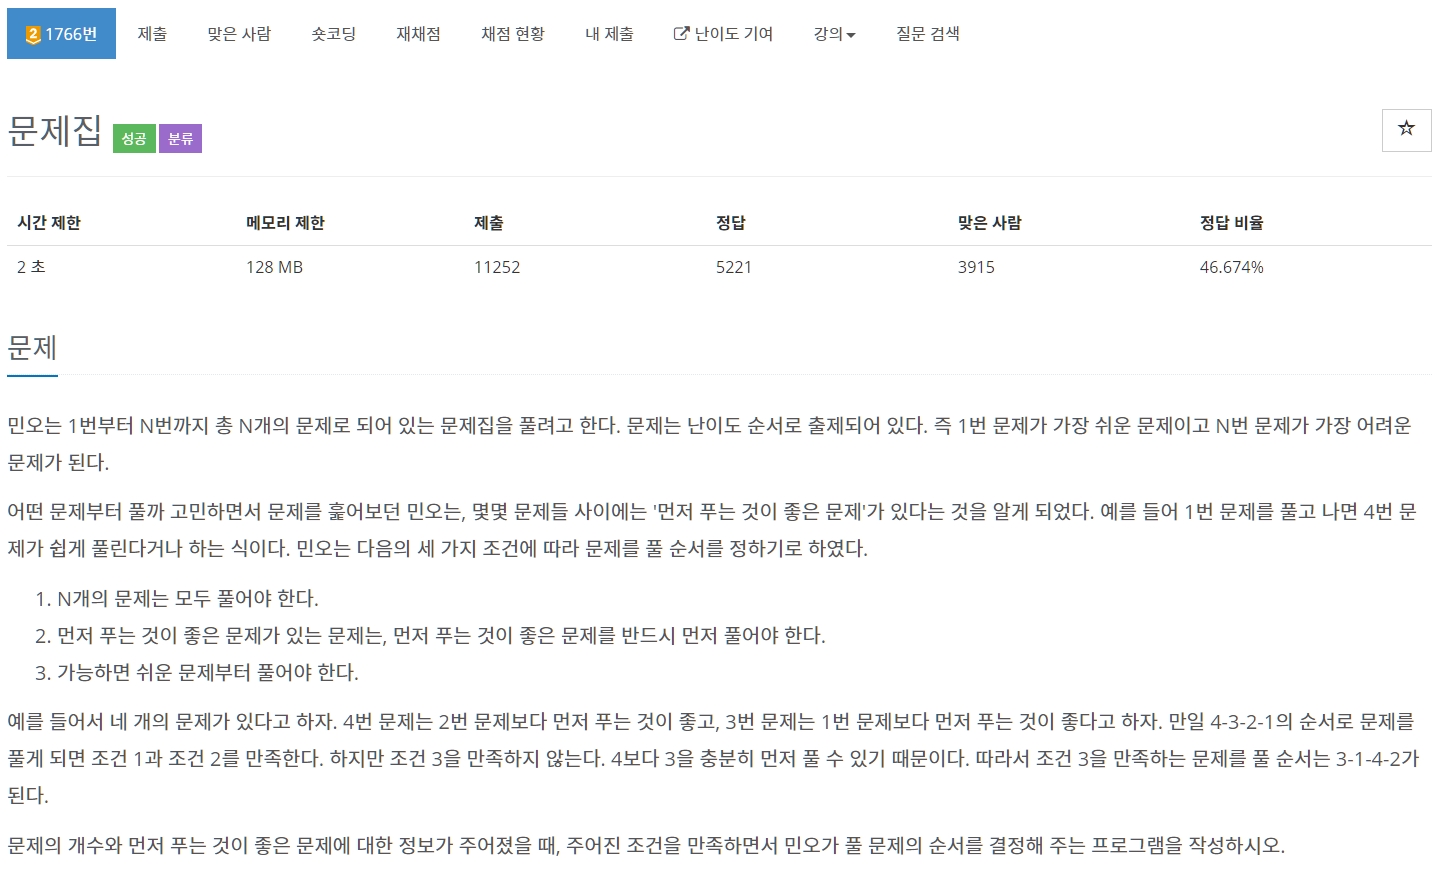 2 1766번 제출 맞은 사람 숏코딩 재채점 채점 현황 내 제출 난이도 기여 강의 질문 검색
문제집 성공 분류
시간 제한 메모리 제한 제출 정답 맞은 사람 정답 비율
2 초 128 MB 11252 5221 3915 46.674%
문제
민오는 1번부터 N번까지 총 N개의 문제로 되어 있는 문제집을 풀려고 한다. 문제는 난이도 순서로 출제되어 있다. 즉 1번 문제가 가장 쉬운 문제이고 N번 문제가 가장 어려운
문제가 된다.
어떤 문제부터 풀까 고민하면서 문제를 훑어보던 민오는, 몇몇 문제들 사이에는 '먼저 푸는 것이 좋은 문제'가 있다는 것을 알게 되었다. 예를 들어 1번 문제를 풀고 나면 4번 문
제가 쉽게 풀린다거나 하는 식이다. 민오는 다음의 세 가지 조건에 따라 문제를 풀 순서를 정하기로 하였다.
1. N개의 문제는 모두 풀어야 한다.
2. 먼저 푸는 것이 좋은 문제가 있는 문제는, 먼저 푸는 것이 좋은 문제를 반드시 먼저 풀어야 한다.
3. 가능하면 쉬운 문제부터 풀어야 한다.
예를 들어서 네 개의 문제가 있다고 하자. 4번 문제는 2번 문제보다 먼저 푸는 것이 좋고, 3번 문제는 1번 문제보다 먼저 푸는 것이 좋다고 하자. 만일 4-3-2-1의 순서로 문제를
풀게 되면 조건 1과 조건 2를 만족한다. 하지만 조건 3을 만족하지 않는다. 4보다 3을 충분히 먼저 풀 수 있기 때문이다. 따라서 조건 3을 만족하는 문제를 풀 순서는 3-1-4-2가
된다.
문제의 개수와 먼저 푸는 것이 좋은 문제에 대한 정보가 주어졌을 때, 주어진 조건을 만족하면서 민오가 풀 문제의 순서를 결정해 주는 프로그램을 작성하시오.